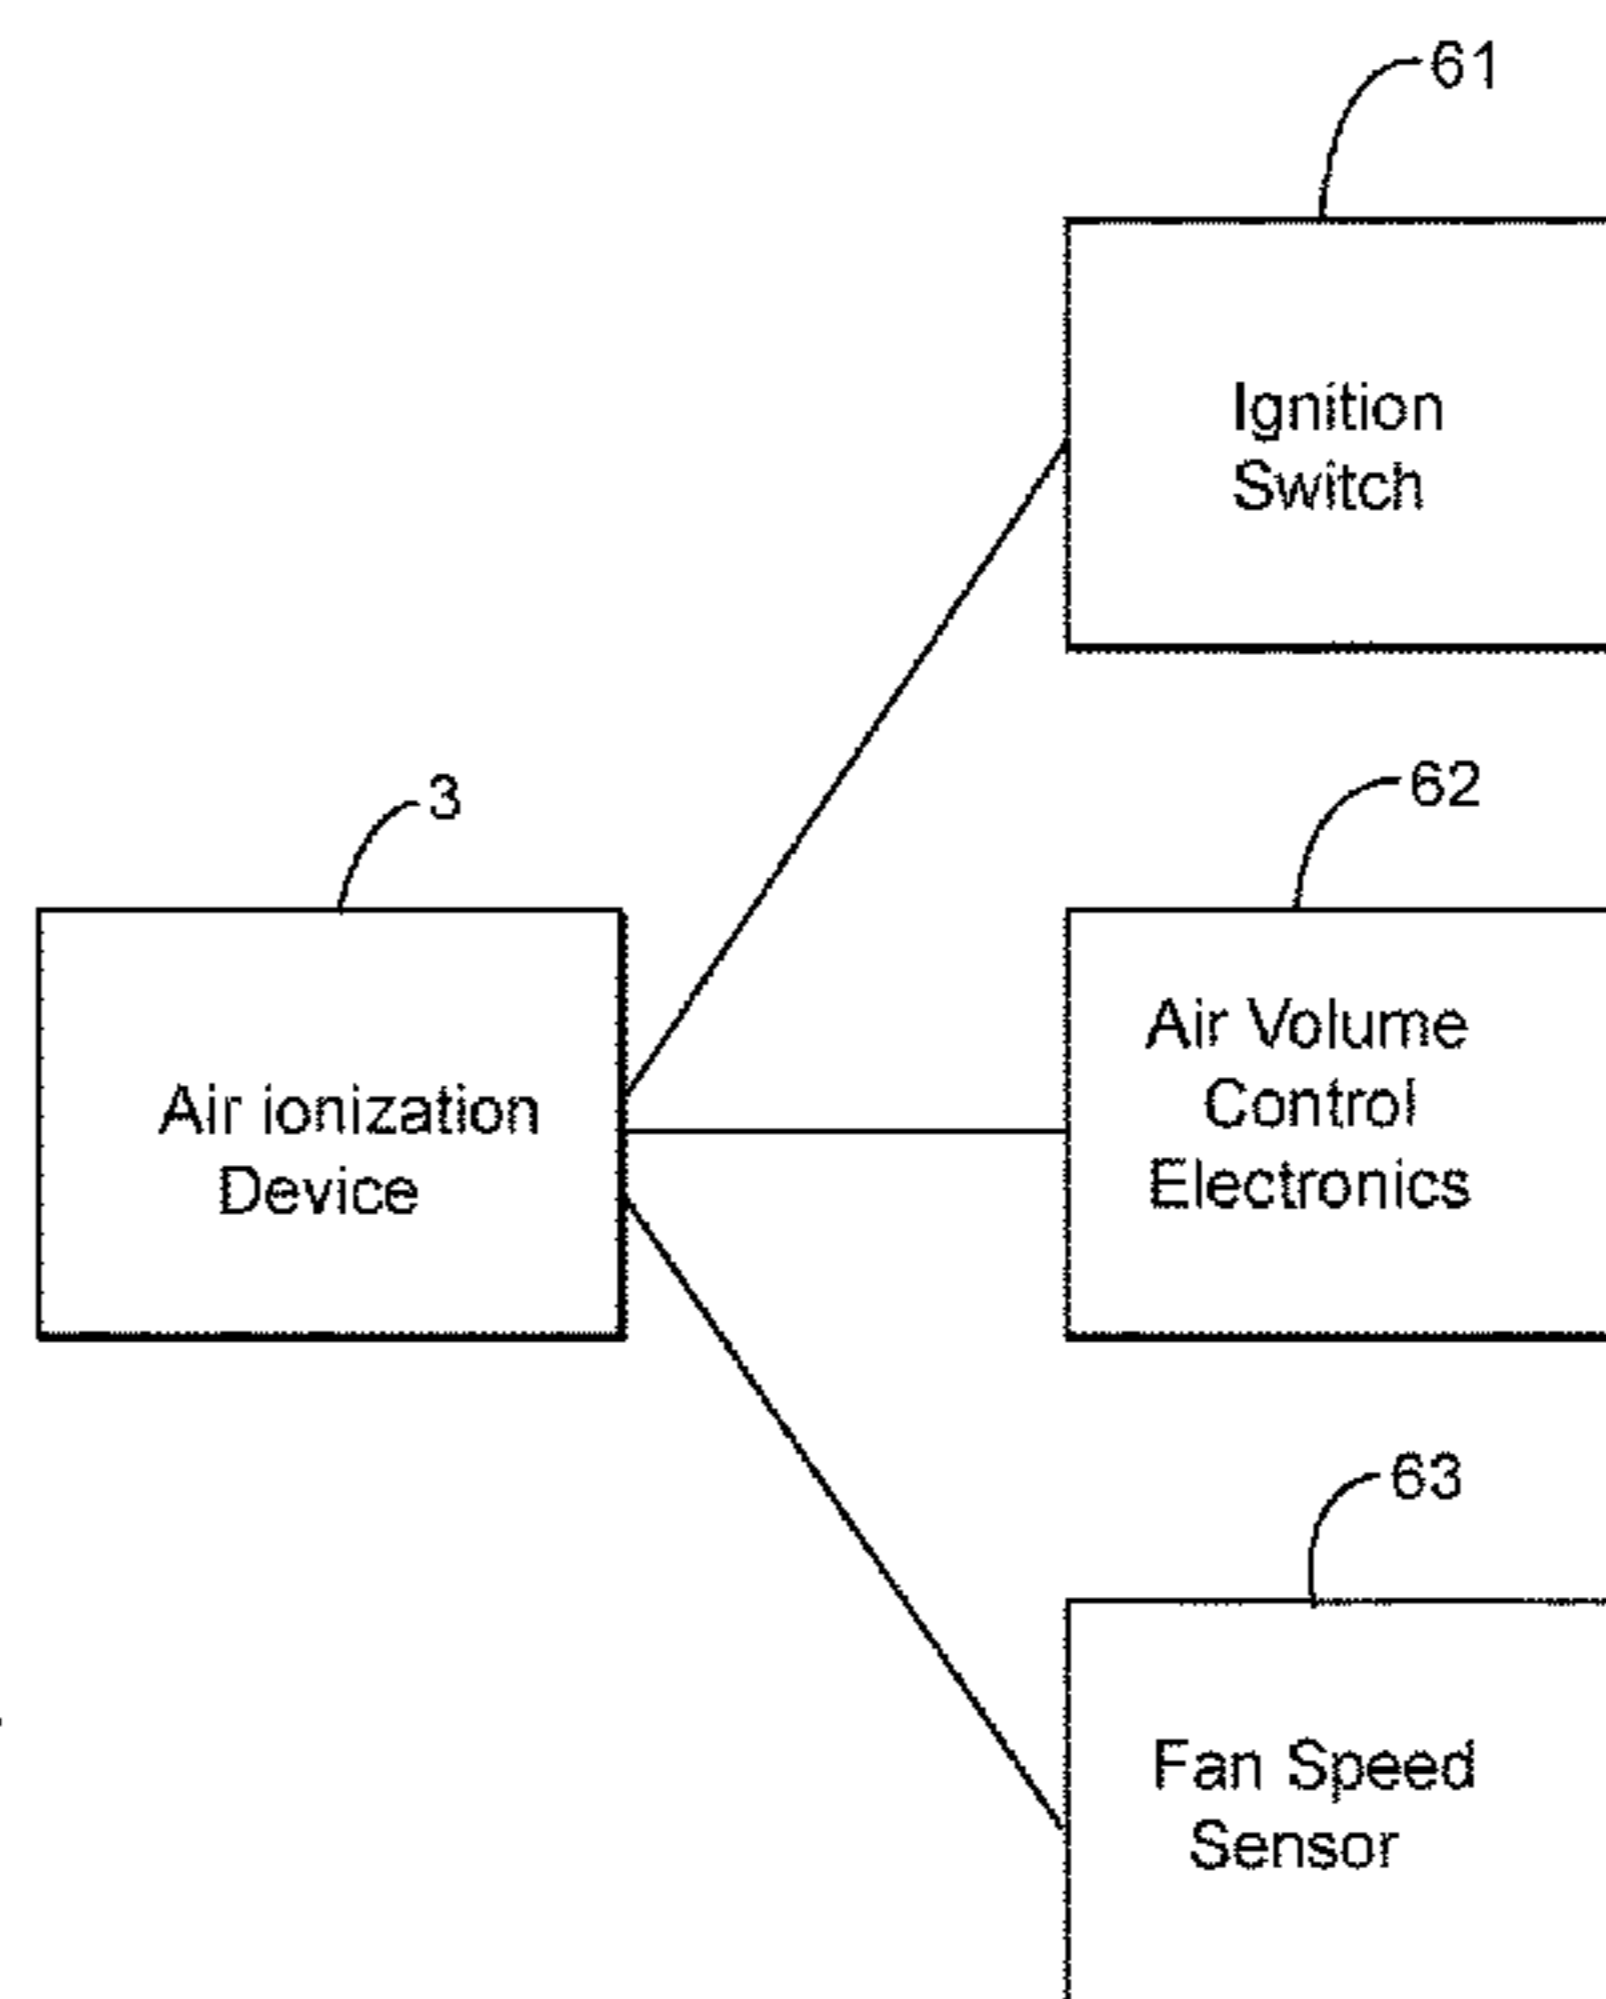 61
Ignition
Switch
3
62
Air ionization
Device
Air Volume
Control
Electronics
63
Fan Speed
Sensor